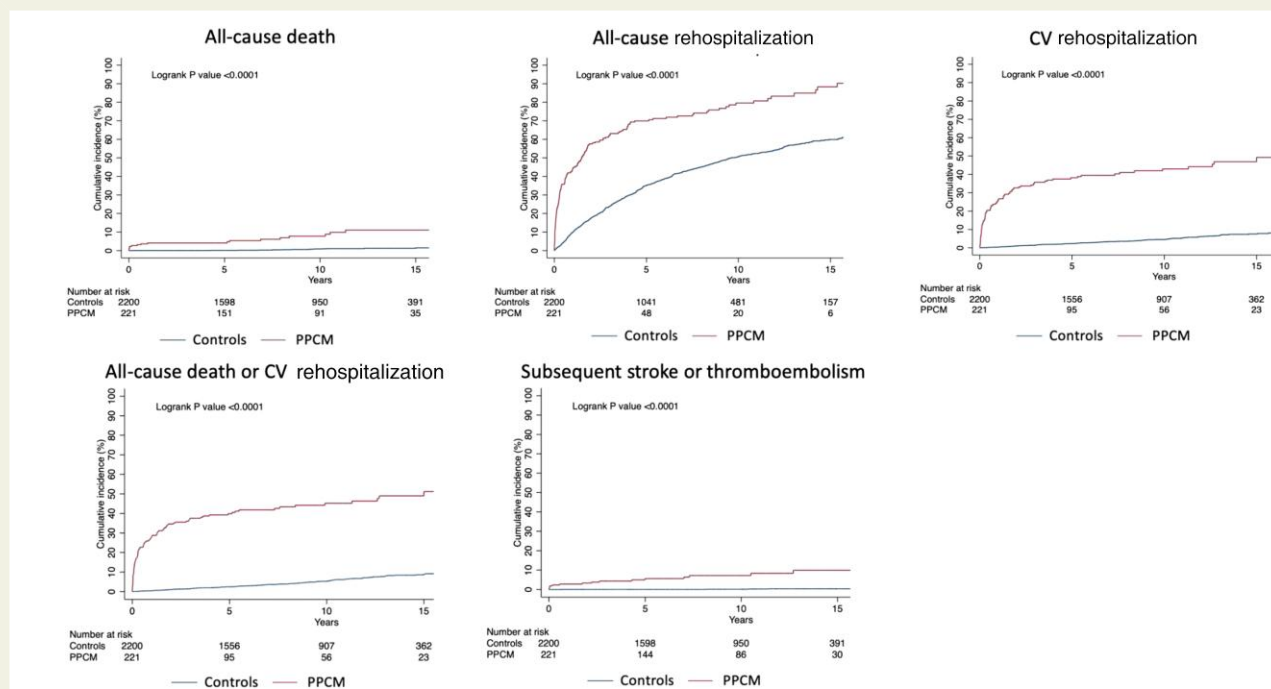 All-cause death
Logrank P value <0.0001
Cumulative incidence (%)
0 10 20 30 40 50 60 70 80 90 100
0 5 10 15
Years
Number at risk
Controls 2200 1598 950 391
PPCM 221 151 91 35
Controls PPCM
All-cause rehospitalization
Logrank P value <0.0001
Cumulative incidence (%)
0 10 20 30 40 50 60 70 80 90 100
0 5 10 15
Years
Number at risk
Controls 2200 1041 481 157
PPCM 221 48 20 6
Controls PPCM
CV rehospitalization
Logrank P value <0.0001
Cumulative incidence (%)
0 10 20 30 40 50 60 70 80 90 100
0 5 10 15
Years
Number at risk
Controls 2200 1556 907 362
PPCM 221 95 56 23
Controls PPCM
All-cause death or CV rehospitalization
Logrank P value <0.0001
Cumulative incidence (%)
0 10 20 30 40 50 60 70 80 90 100
0 5 10 15
Years
Number at risk
Controls 2200 1556 907 362
PPCM 221 95 56 23
Controls PPCM
Subsequent stroke or thromboembolism
Logrank P value <0.0001
Cumulative incidence (%)
0 10 20 30 40 50 60 70 80 90 100
0 5 10 15
Years
Number at risk
Controls 2200 1598 950 391
PPCM 221 144 86 30
Controls PPCM